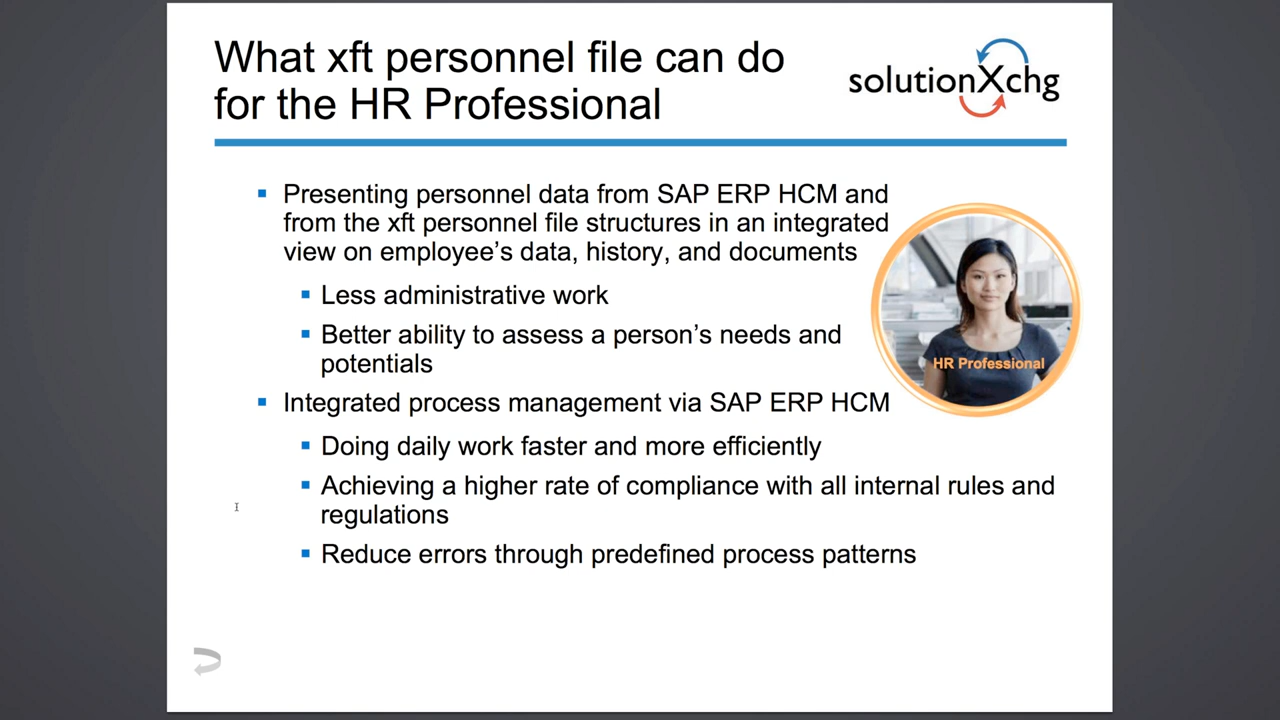 What xft personnel file can do
for the HR Professional
solutionXchg
Presenting personnel data from SAP ERP HCM and
from the xft personnel file structures in an integrated
view on employee's data, history, and documents
Less administrative work
Better ability to assess a person's needs and
potentials
HR Professional
Integrated process management via SAP ERP HCM
Doing daily work faster and more efficiently
Achieving a higher rate of compliance with all internal rules and
regulations
Reduce errors through predefined process patterns